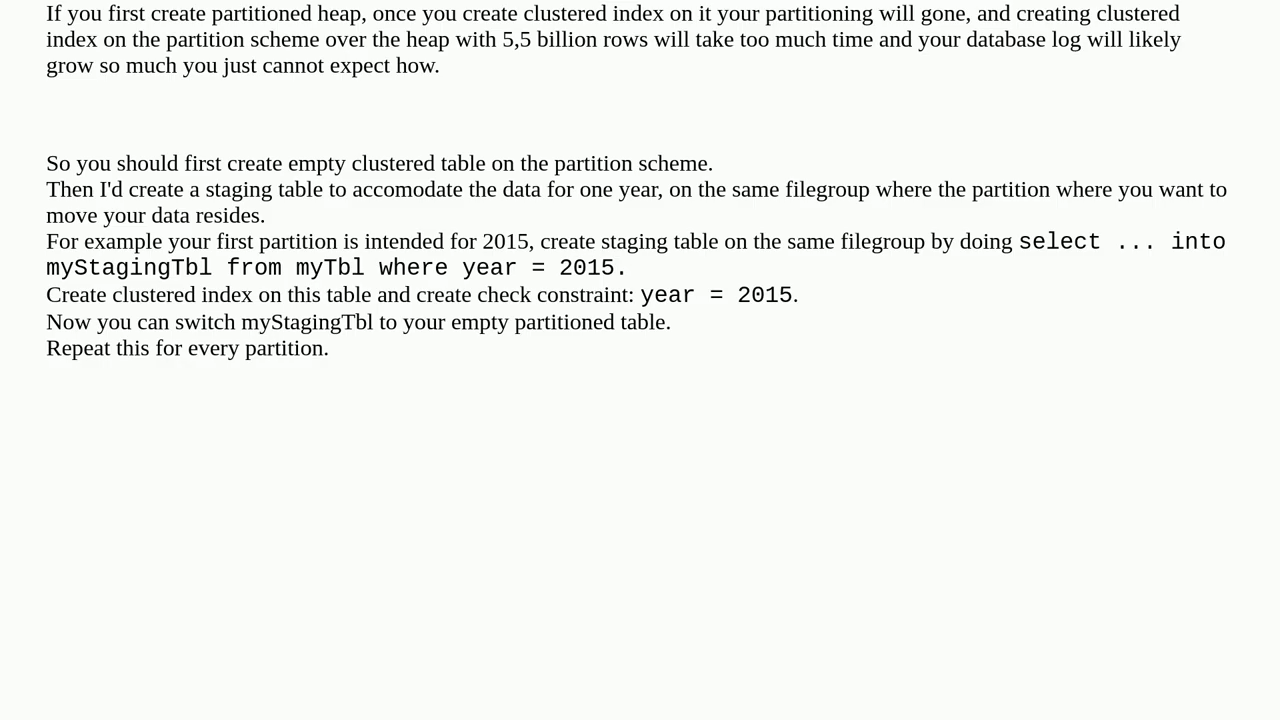 If you first create partitioned heap, once you create clustered index on it your partitioning will gone, and creating clustered
index on the partition scheme over the heap with 5,5 billion rows will take too much time and your database log will likely
grow so much you just cannot expect how.
So you should first create empty clustered table on the partition scheme.
Then I'd create a staging table to accomodate the data for one year, on the same filegroup where the partition where you want to
move your data resides.
For example your first partition is intended for 2015, create staging table on the same filegroup by doing select ... into
myStagingTbl from myTbl where year = 2015.
Create clustered index on this table and create check constraint: year = 2015.
Now you can switch myStagingTbl to your empty partitioned table.
Repeat this for every partition.